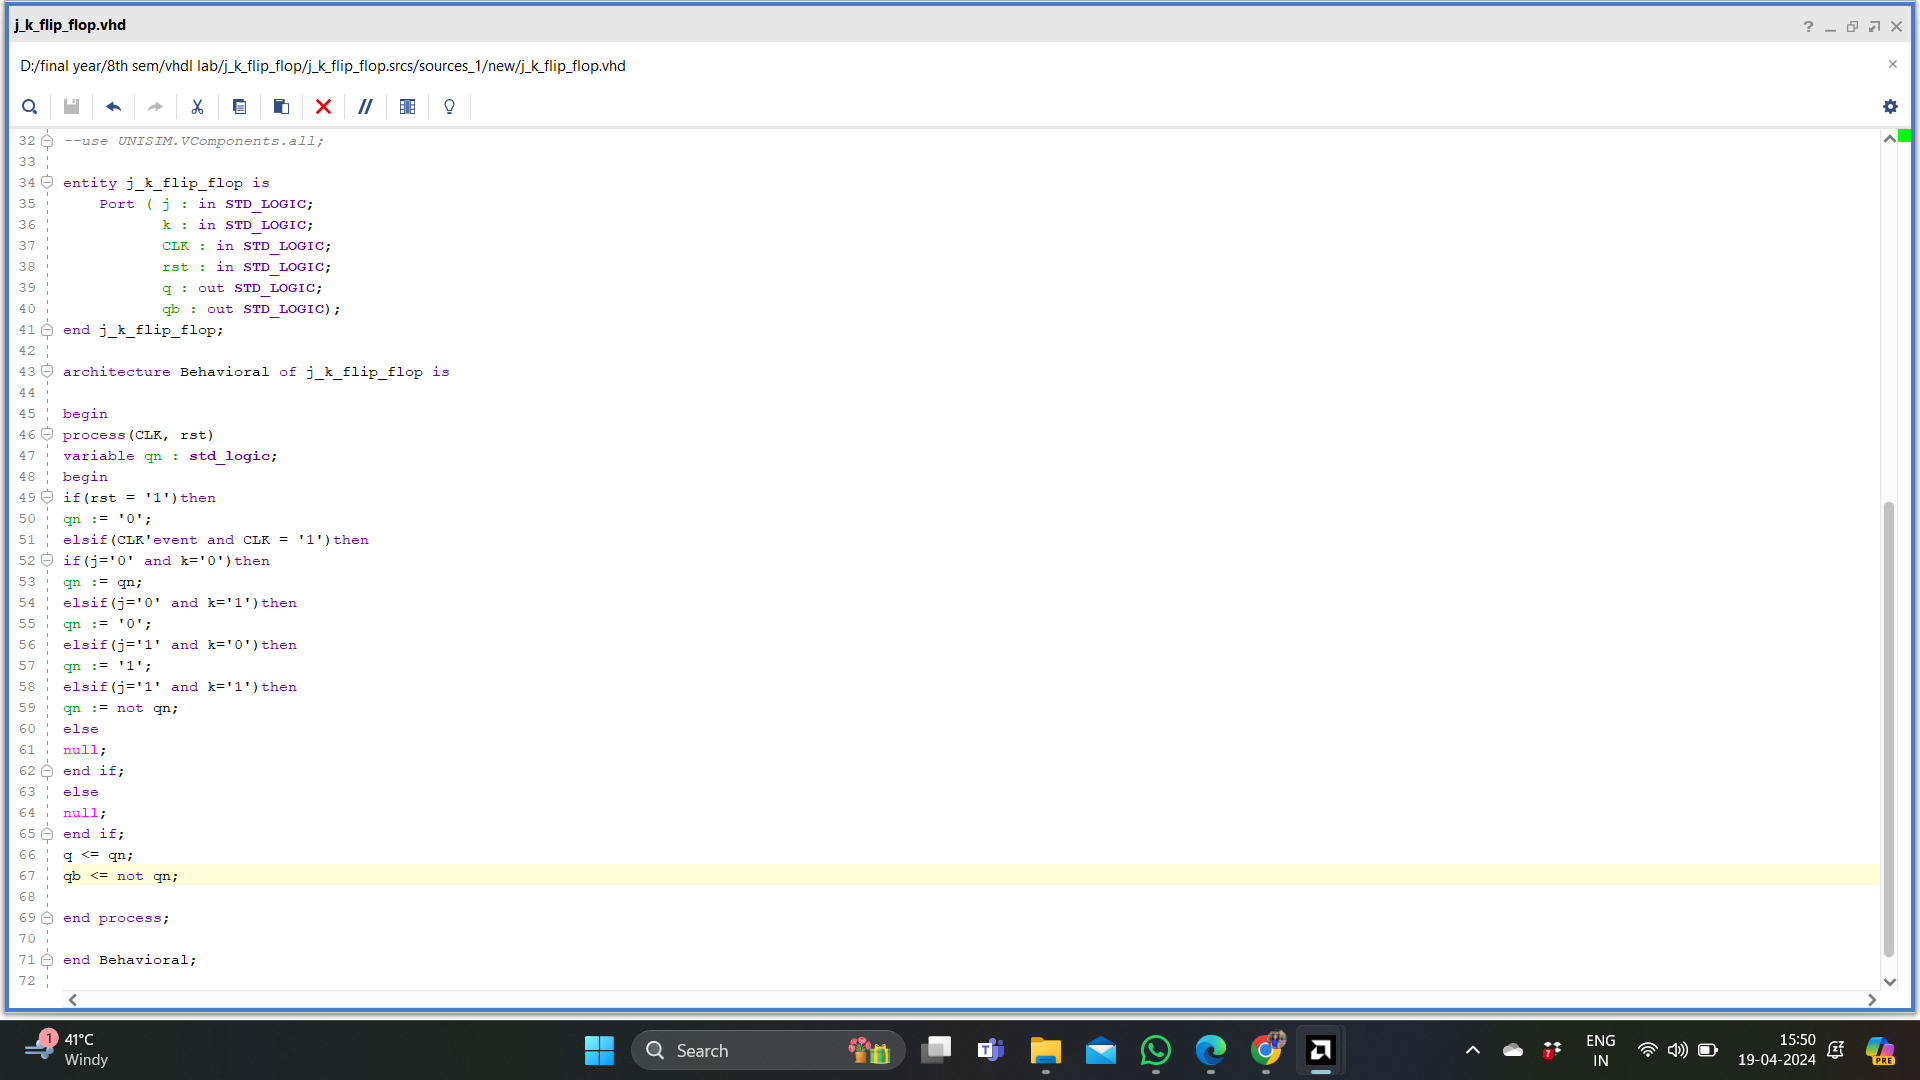 j_k_flip_flop.vhd
D:/final year/8th sem/vhdl lab/j_k_flip_flop/j_k_flip_flop.srcs/sources_1/new/j_k_flip_flop.vhd
32 --use UNISIM.VComponents.all;
33
34 entity j_k_flip_flop is
35 Port ( j : in STD_LOGIC;
36 k : in STD_LOGIC;
37 CLK : in STD_LOGIC;
38 rst : in STD_LOGIC;
39 q : out STD_LOGIC;
40 qb : out STD_LOGIC);
41 end j_k_flip_flop;
42
43 architecture Behavioral of j_k_flip_flop is
44
45 begin
46 process(CLK, rst)
47 variable qn : std_logic;
48 begin
49 if(rst = '1')then
50 qn := '0';
51 elsif(CLK'event and CLK = '1')then
52 if(j='0' and k='0')then
53 qn := qn;
54 elsif(j='0' and k='1')then
55 qn := '0';
56 elsif(j='1' and k='0')then
57 qn := '1';
58 elsif(j='1' and k='1')then
59 qn := not qn;
60 else
61 null;
62 end if;
63 else
64 null;
65 end if;
66 q <= qn;
67 qb <= not qn;
68
69 end process;
70
71 end Behavioral;
72
1
41°C
Windy
Search
7
ENG
IN
15:50
19-04-2024
PRE